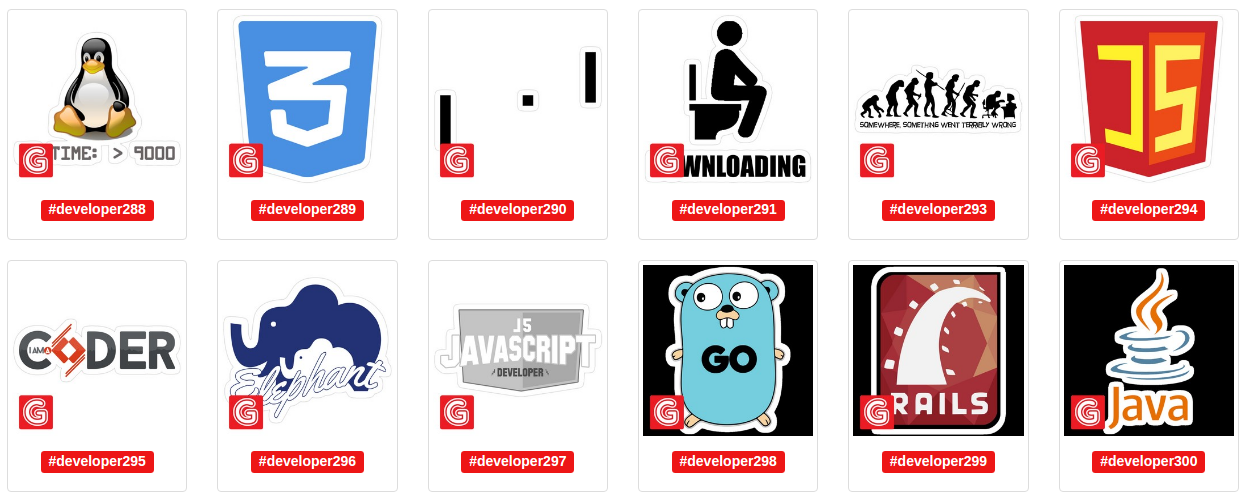 TIME: > 9000
3
WNLOADING
SOMEWHERE, SOMETHING WENT TERRIBLY WRONG
JS
G
G
G
G
G
G
#developer288
#developer289
#developer290
#developer291
#developer293
#developer294
I AM A
CODER
Elephant
JS
JAVASCRIPT
DEVELOPER
GO
RAILS
Java
G
G
G
G
G
G
#developer295
#developer296
#developer297
#developer298
#developer299
#developer300